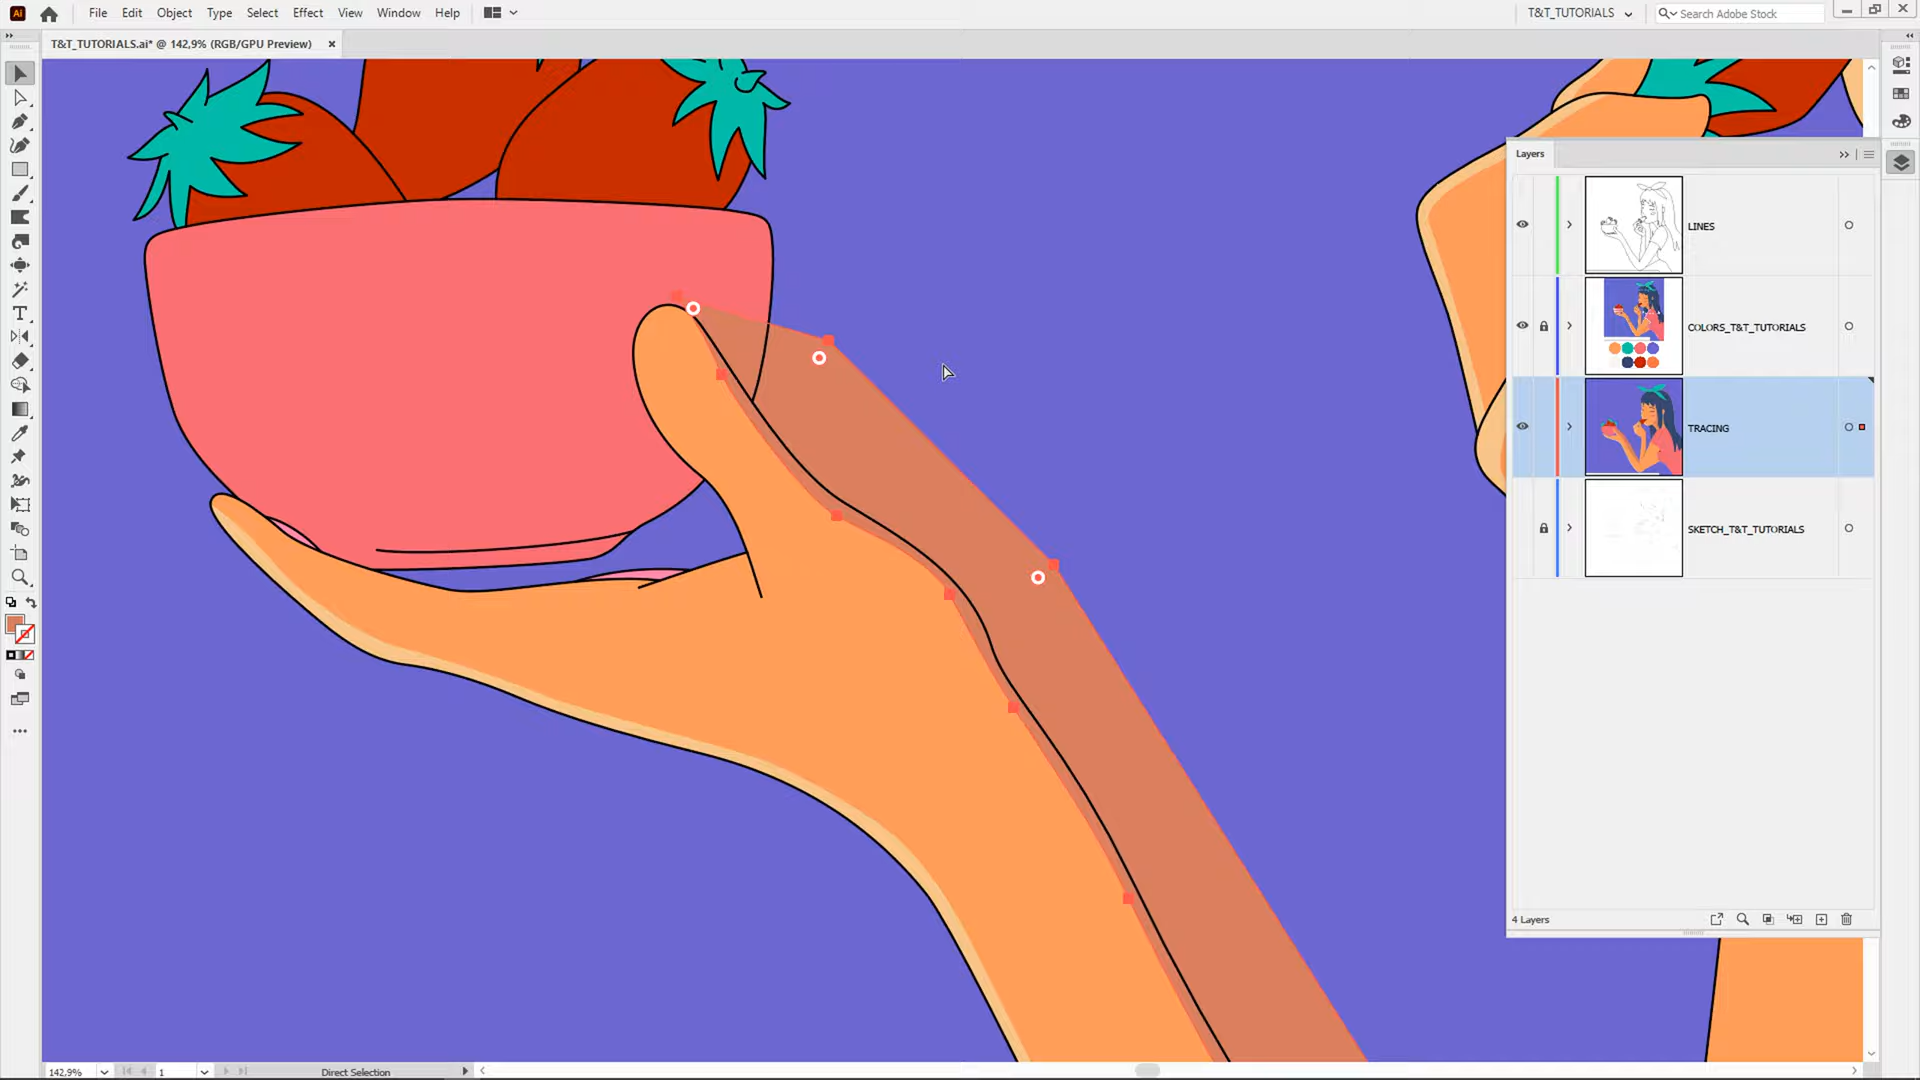 Ai File Edit Object Type Select Effect View Window Help T&T_TUTORIALS Search Adobe Stock
T&T_TUTORIALS.ai* @ 142,9% (RGB/GPU Preview) ×
Layers
LINES
COLORS_T&T_TUTORIALS
TRACING
SKETCH_T&T_TUTORIALS
4 Layers
142,9% 1 Direct Selection